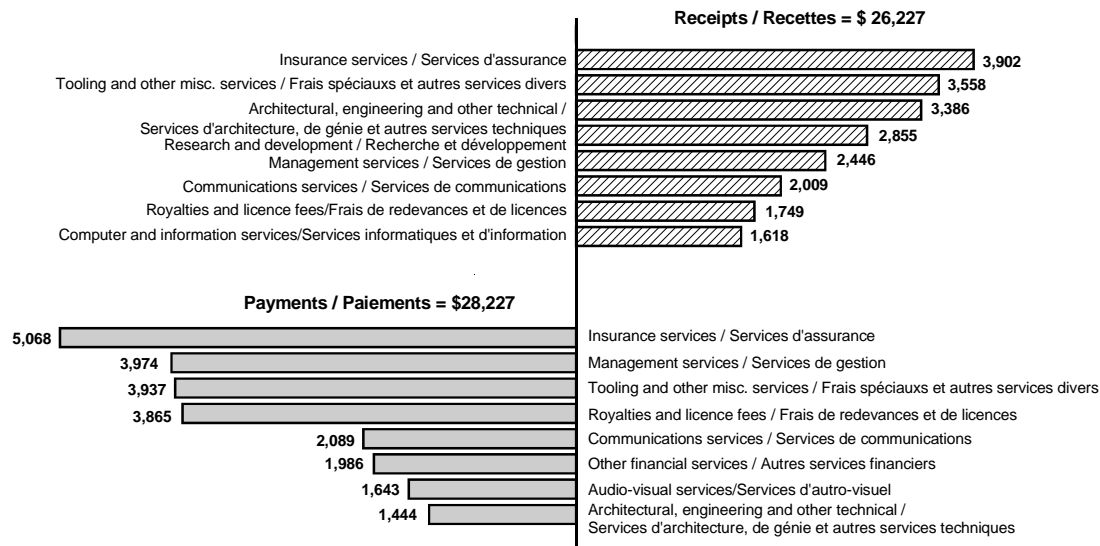 Receipts / Recettes = $ 26,227
Insurance services / Services d'assurance 3,902
Tooling and other misc. services / Frais spéciauxs et autres services divers 3,558
Architectural, engineering and other technical / 3,386
Services d'architecture, de génie et autres services techniques 2,855
Research and development / Recherche et développement
Management services / Services de gestion 2,446
Communications services / Services de communications 2,009
Royalties and licence fees/Frais de redevances et de licences 1,749
Computer and information services/Services informatiques et d'information 1,618
Payments / Paiements = $28,227
5,068 Insurance services / Services d'assurance
3,974 Management services / Services de gestion
3,937 Tooling and other misc. services / Frais spéciauxs et autres services divers
3,865 Royalties and licence fees / Frais de redevances et de licences
2,089 Communications services / Services de communications
1,986 Other financial services / Autres services financiers
1,643 Audio-visual services/Services d'autro-visuel
1,444 Architectural, engineering and other technical /
Services d'architecture, de génie et autres services techniques